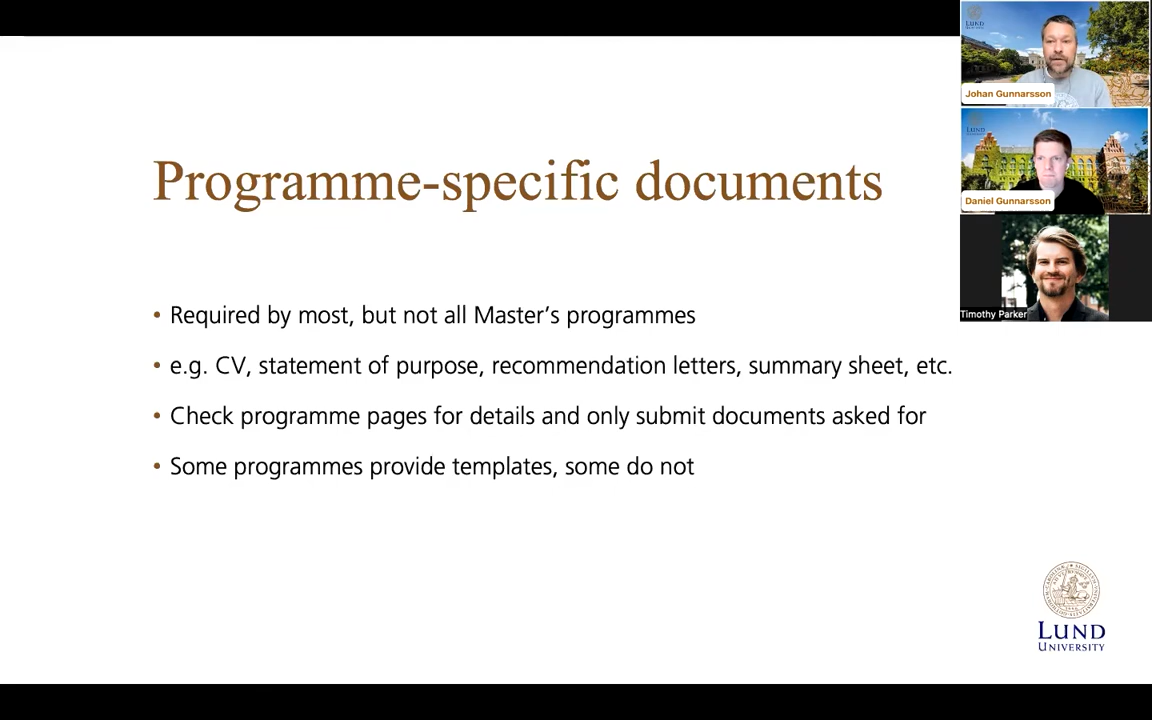 Programme-specific documents
• Required by most, but not all Master’s programmes
• e.g. CV, statement of purpose, recommendation letters, summary sheet, etc.
• Check programme pages for details and only submit documents asked for
• Some programmes provide templates, some do not
LUND
UNIVERSITY
LUND
Johan Gunnarsson
LUND
Daniel Gunnarsson
Timothy Parker